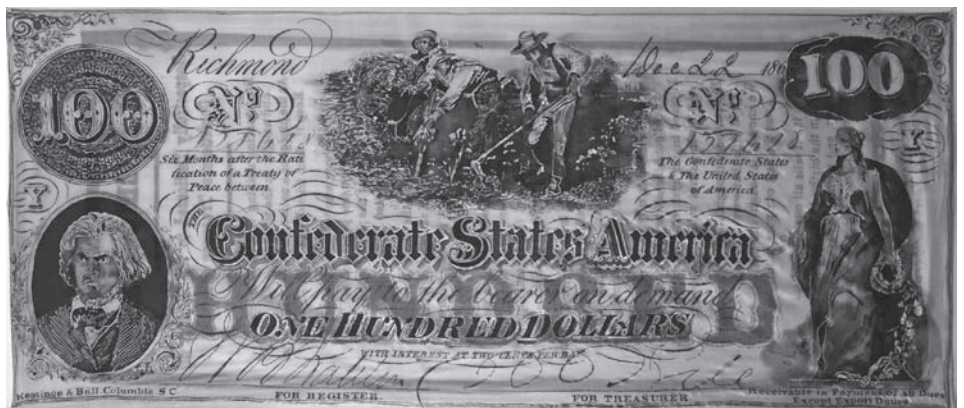 Richmond
Dec 22 186
100
100
No
No
Six Months after the Rati
fication of a Treaty of
Peace between
The Confederate States
& The United States
of America
Y
Y
THE
Confederate States America
Will pay to the bearer on demand
ONE HUNDRED DOLLARS
WITH INTEREST AT TWO CENTS PER DAY
Keatinge & Ball, Columbia, S C
FOR REGISTER.
FOR TREASURER
Receivable in Payment of All Dues
Except Export Duties